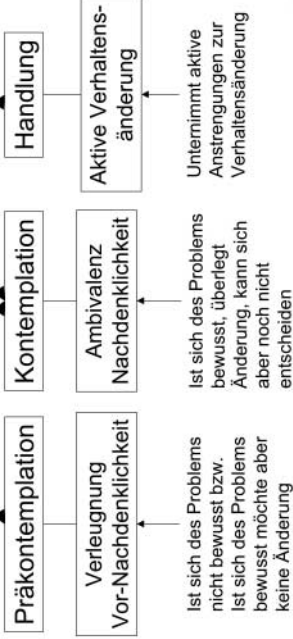 Präkontemplation
Verleugnung
Vor-Nachdenklichkeit
Ist sich des Problems
nicht bewusst bzw.
Ist sich des Problems
bewusst möchte aber
keine Änderung
Kontemplation
Ambivalenz
Nachdenklichkeit
Ist sich des Problems
bewusst, überlegt
Änderung, kann sich
aber noch nicht
entscheiden
Handlung
Aktive Verhaltens-
änderung
Unternimmt aktive
Anstrengungen zur
Verhaltensänderung